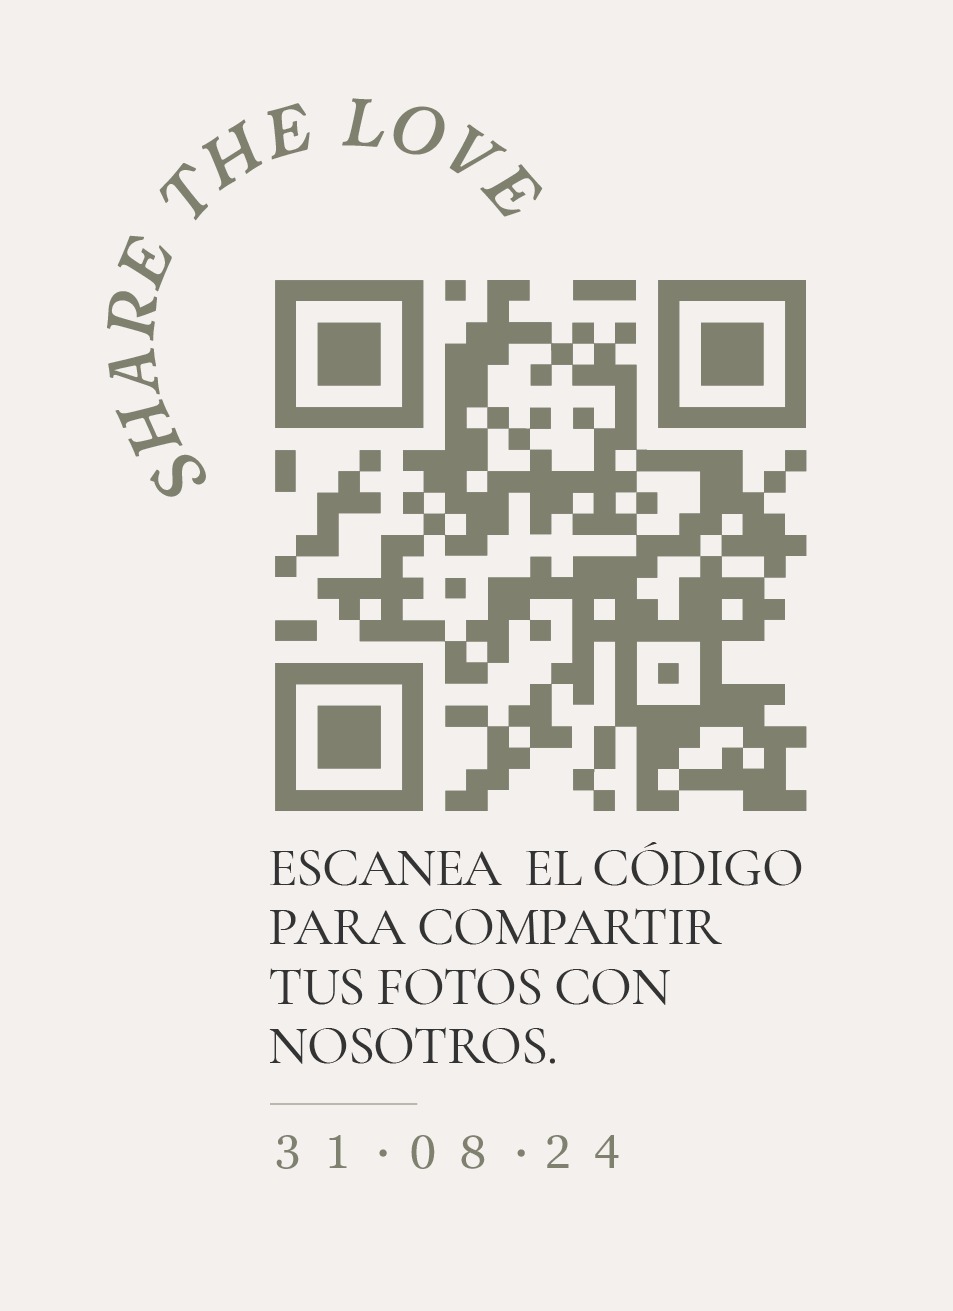 SHARE THE LOVE
ESCANEA EL CÓDIGO
PARA COMPARTIR
TUS FOTOS CON
NOSOTROS.
31·08·24